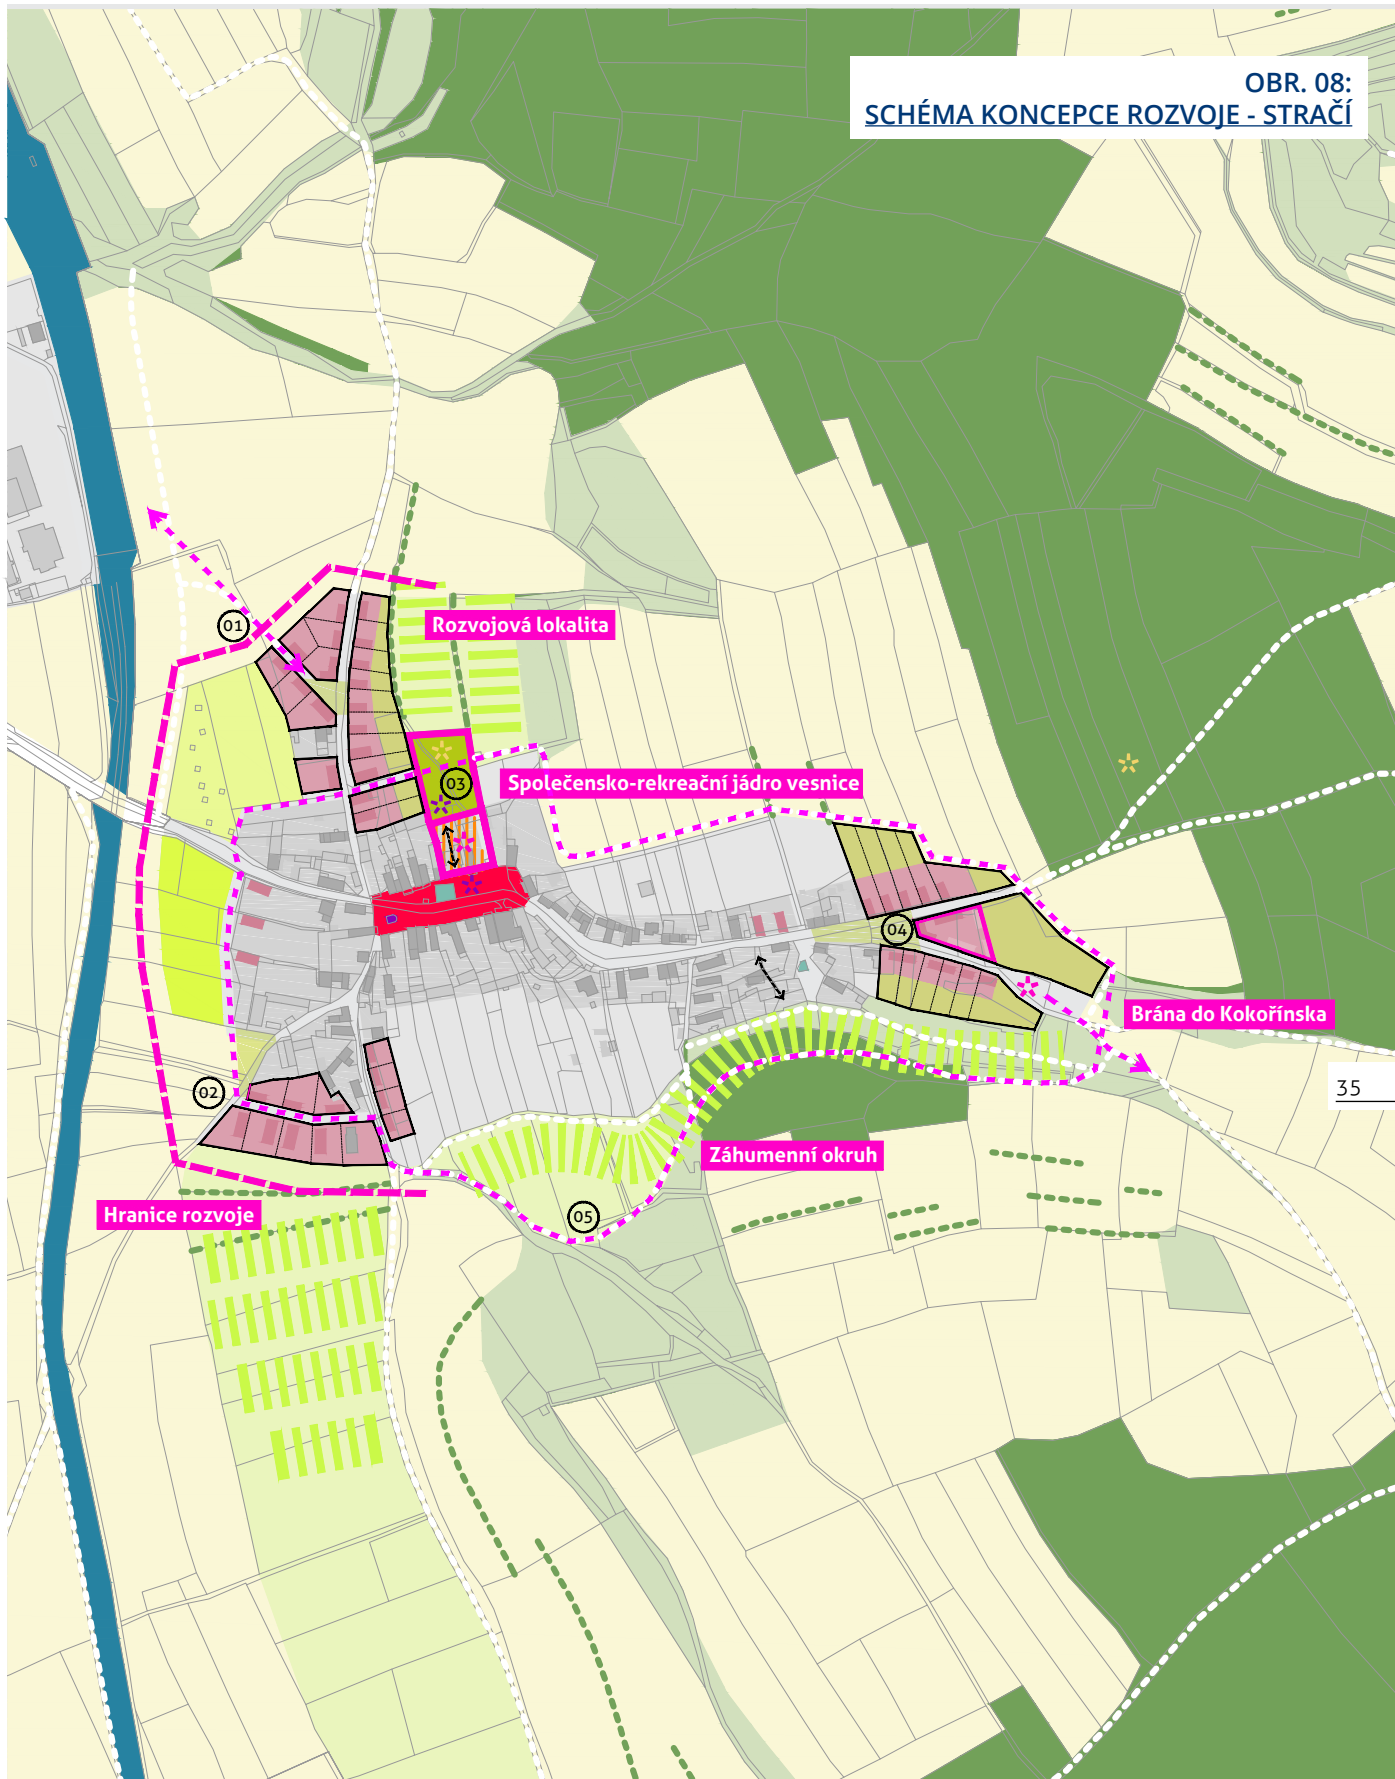 OBR. 08:
SCHÉMA KONCEPCE ROZVOJE - STRAČÍ
01
Rozvojová lokalita
03
Společensko-rekreační jádro vesnice
04
Brána do Kokořínska
02
35
Záhumenní okruh
Hranice rozvoje
05